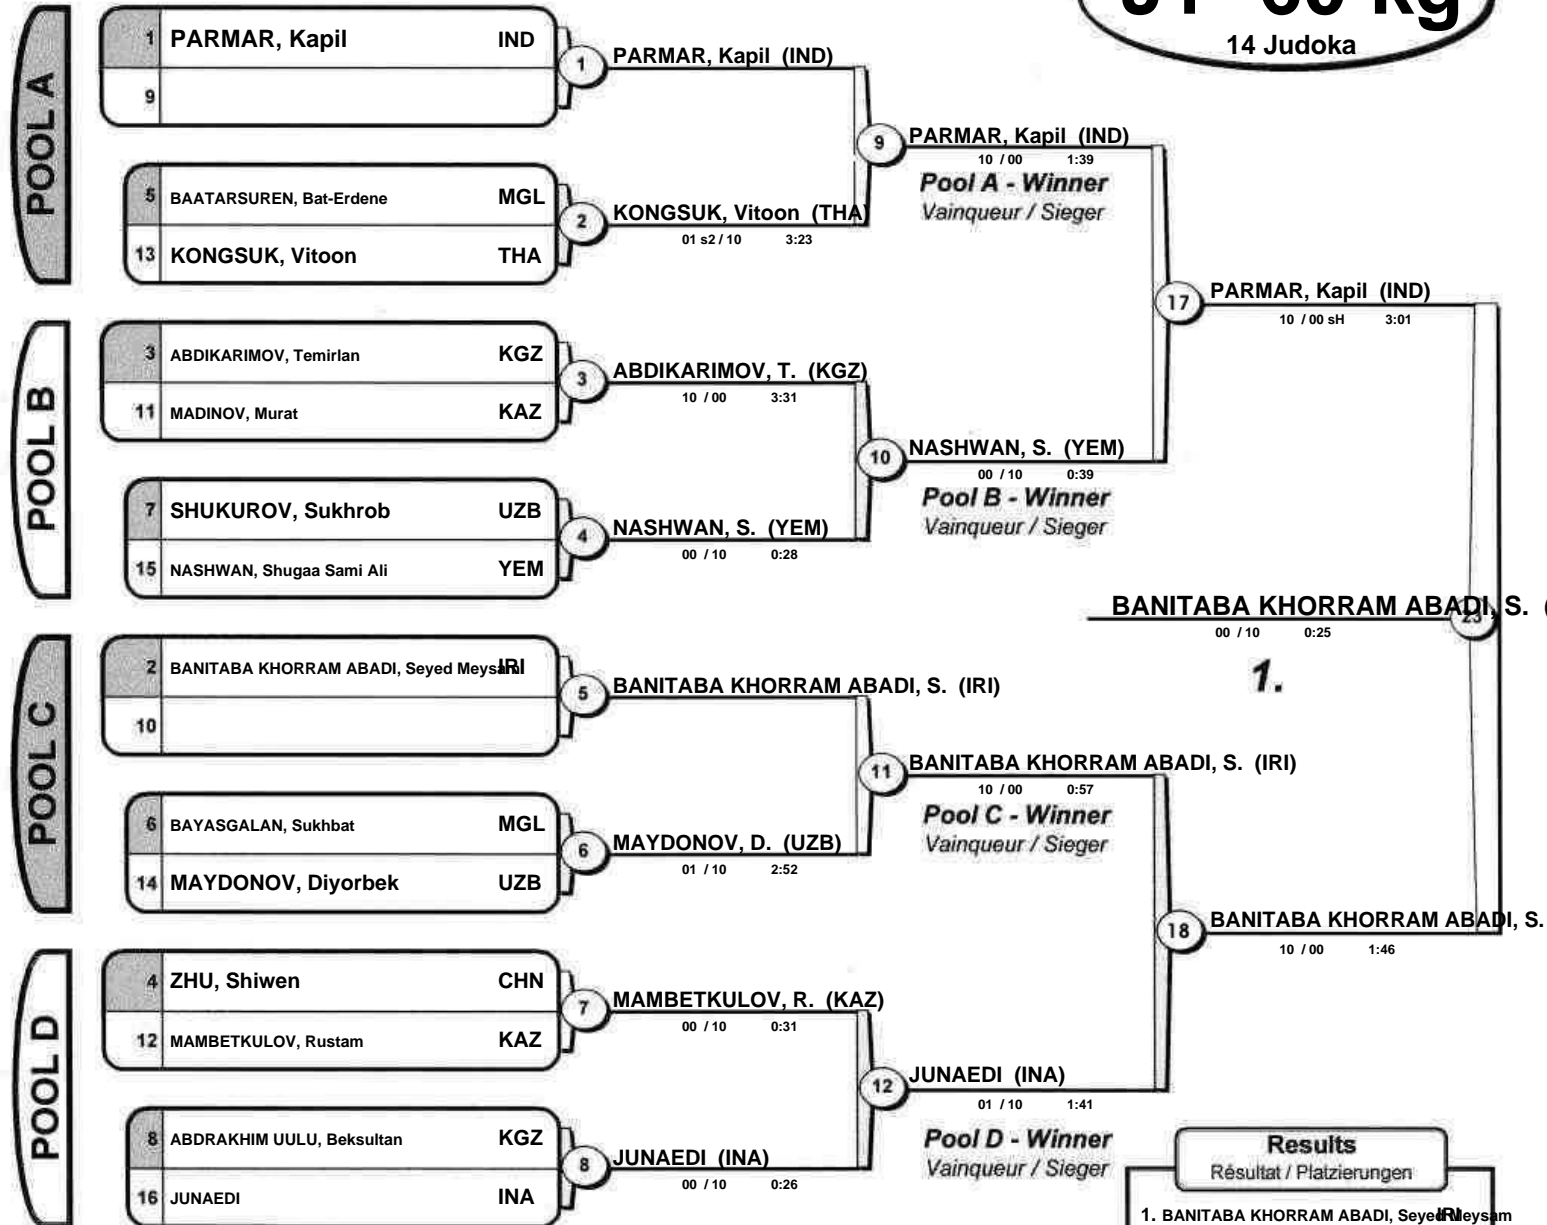 14 Judoka
POOL A
1 PARMAR, Kapil IND
9
1 PARMAR, Kapil (IND)
5 BAATARSUREN, Bat-Erdene MGL
13 KONGSUK, Vitoon THA
2 KONGSUK, Vitoon (THA)
01 s2 / 10 3:23
9 PARMAR, Kapil (IND)
10 / 00 1:39
Pool A - Winner
Vainqueur / Sieger
POOL B
3 ABDIKARIMOV, Temirlan KGZ
11 MADINOV, Murat KAZ
3 ABDIKARIMOV, T. (KGZ)
10 / 00 3:31
7 SHUKUROV, Sukhrob UZB
15 NASHWAN, Shugaa Sami Ali YEM
4 NASHWAN, S. (YEM)
00 / 10 0:28
10 NASHWAN, S. (YEM)
00 / 10 0:39
Pool B - Winner
Vainqueur / Sieger
17 PARMAR, Kapil (IND)
10 / 00 sH 3:01
POOL C
2 BANITABA KHORRAM ABADI, Seyed Meysam IRI
10
5 BANITABA KHORRAM ABADI, S. (IRI)
6 BAYASGALAN, Sukhbat MGL
14 MAYDONOV, Diyorbek UZB
6 MAYDONOV, D. (UZB)
01 / 10 2:52
11 BANITABA KHORRAM ABADI, S. (IRI)
10 / 00 0:57
Pool C - Winner
Vainqueur / Sieger
POOL D
4 ZHU, Shiwen CHN
12 MAMBETKULOV, Rustam KAZ
7 MAMBETKULOV, R. (KAZ)
00 / 10 0:31
8 ABDRAKHIM UULU, Beksultan KGZ
16 JUNAEDI INA
8 JUNAEDI (INA)
00 / 10 0:26
12 JUNAEDI (INA)
01 / 10 1:41
Pool D - Winner
Vainqueur / Sieger
18 BANITABA KHORRAM ABADI, S.
10 / 00 1:46
BANITABA KHORRAM ABADI, S. (
23
00 / 10 0:25
1.
Results
Résultat / Platzierungen
1. BANITABA KHORRAM ABADI, Seyed Meysam IRI